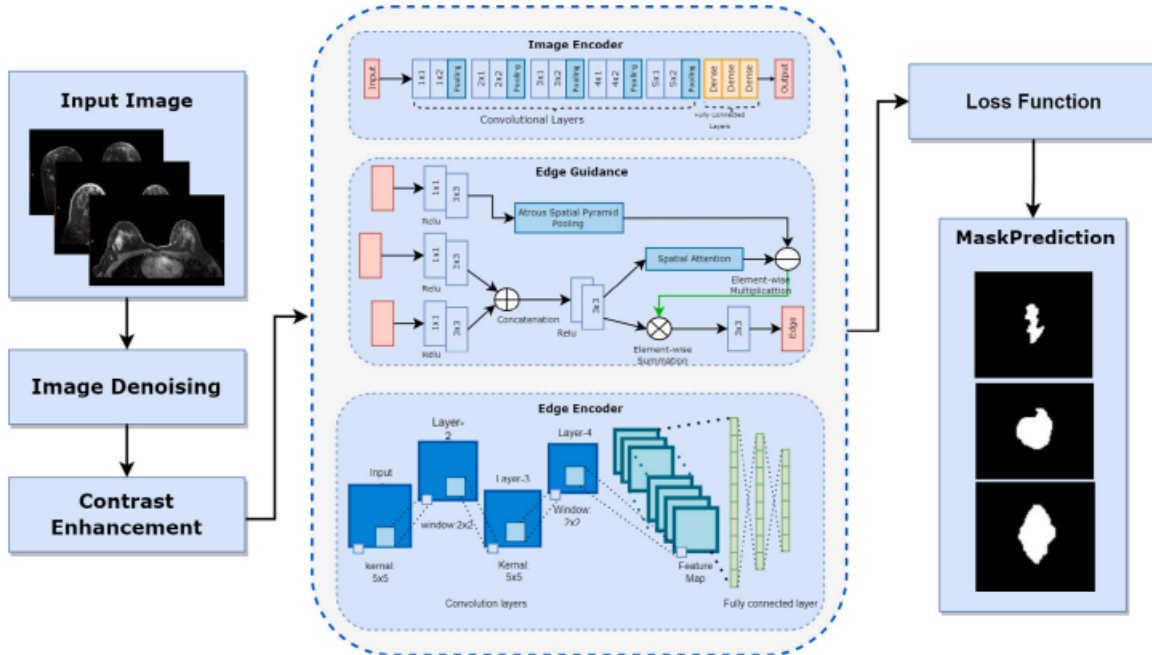 Input Image
Image Denoising
Contrast
Enhancement
Image Encoder
Input
1x1
1x2
Pooling
2x1
2x2
Pooling
3x1
3x2
Pooling
4x1
4x2
Pooling
5x1
5x2
Pooling
Dense
Dense
Dense
Output
Convolutional Layers
Fully Connected
Layers
Edge Guidance
1x1
3x3
Relu
Atrous Spatial Pyramid
Pooling
1x1
3x3
Relu
Spatial Attention
Element-wise
Multiplicattion
1x1
3x3
Relu
Concatenation
3x3
Relu
Element-wise
Summation
3x3
Edge
Edge Encoder
Input
Layer-
2
Layer-3
Layer-4
kernal:
5x5
window:2x2
Kernal:
5x5
Window:
2x2
Feature
Map
Convolution layers
Fully connected layer
Loss Function
MaskPrediction